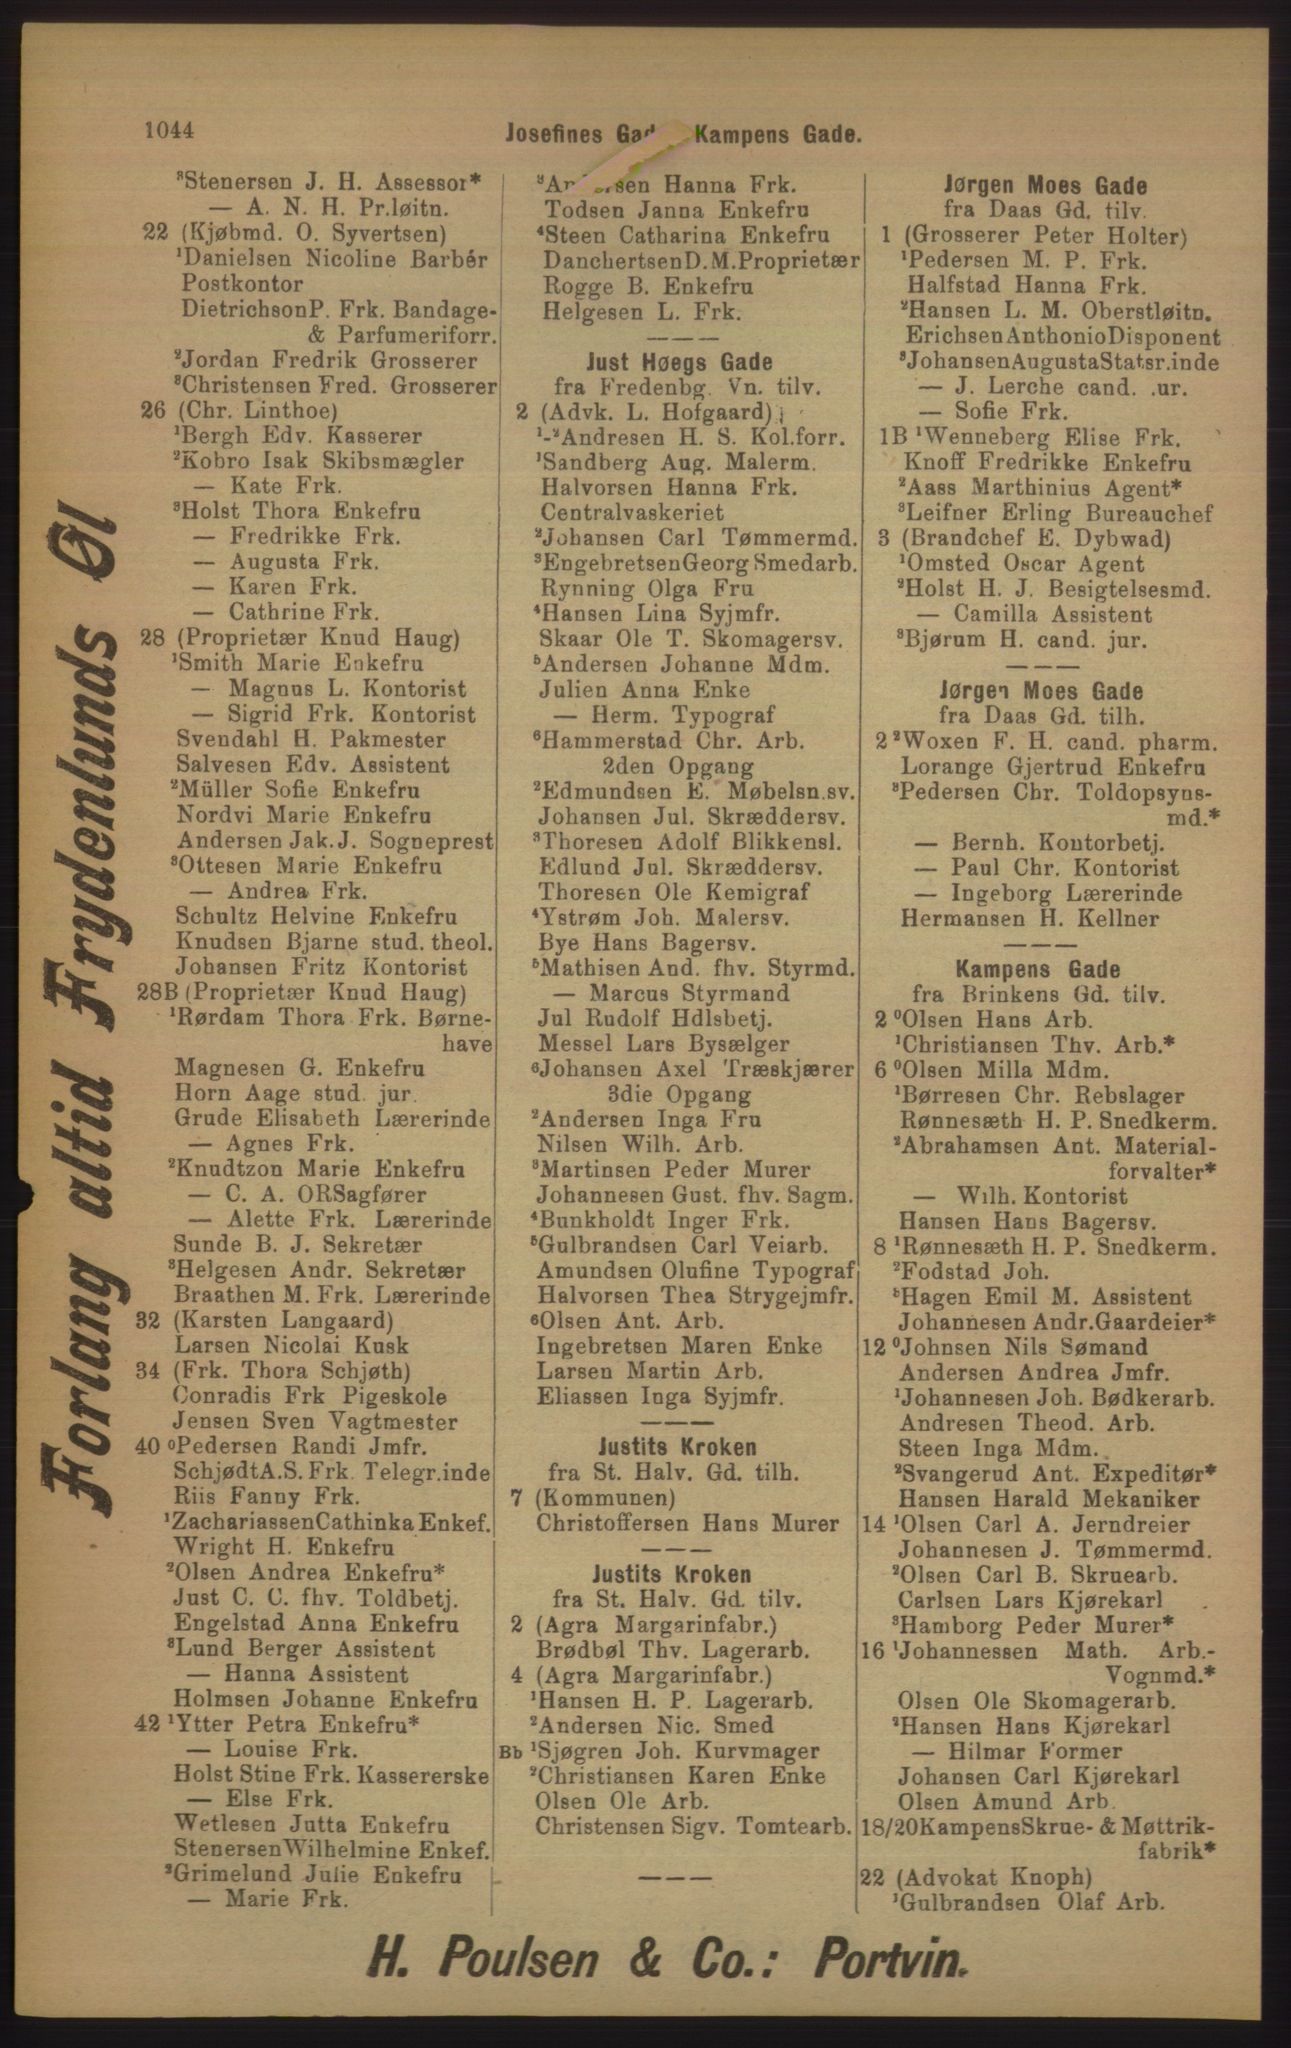 1044
Josefines Gad Kampens Gade.
³Stenersen J. H. Assessor*
— A. N. H. Pr.løitn.
22 (Kjøbmd. O. Syvertsen)
¹Danielsen Nicoline Barbér
Postkontor
DietrichsonP. Frk. Bandage-
& Parfumeriforr.
²Jordan Fredrik Grosserer
³Christensen Fred. Grosserer
26 (Chr. Linthoe)
¹Bergh Edv. Kasserer
²Kobro Isak Skibsmægler
— Kate Frk.
³Holst Thora Enkefru
— Fredrikke Frk.
— Augusta Frk.
— Karen Frk.
— Cathrine Frk.
28 (Proprietær Knud Haug)
¹Smith Marie Enkefru
— Magnus L. Kontorist
— Sigrid Frk. Kontorist
Svendahl H. Pakmester
Salvesen Edv. Assistent
²Müller Sofie Enkefru
Nordvi Marie Enkefru
Andersen Jak. J. Sogneprest
³Ottesen Marie Enkefru
— Andrea Frk.
Schultz Helvine Enkefru
Knudsen Bjarne stud. theol.
Johansen Fritz Kontorist
28B (Proprietær Knud Haug)
¹Rørdam Thora Frk. Børne-
have
Magnesen G. Enkefru
Horn Aage stud. jur.
Grude Elisabeth Lærerinde
— Agnes Frk.
²Knudtzon Marie Enkefru
— C. A. ORSagfører
— Alette Frk. Lærerinde
Sunde B. J. Sekretær
³Helgesen Andr. Sekretær
Braathen M. Frk. Lærerinde
32 (Karsten Langaard)
Larsen Nicolai Kusk
34 (Frk. Thora Schjøth)
Conradis Frk Pigeskole
Jensen Sven Vagtmester
40 ⁰Pedersen Randi Jmfr.
SchjødtA.S. Frk. Telegr.inde
Riis Fanny Frk.
¹ZachariassenCathinka Enkef.
Wright H. Enkefru
²Olsen Andrea Enkefru*
Just C. C. fhv. Toldbetj.
Engelstad Anna Enkefru
³Lund Berger Assistent
— Hanna Assistent
Holmsen Johanne Enkefru
42 ¹Ytter Petra Enkefru*
— Louise Frk.
Holst Stine Frk. Kassererske
— Else Frk.
Wetlesen Jutta Enkefru
StenersenWilhelmine Enkef.
³Grimelund Julie Enkefru
— Marie Frk.
³Andersen Hanna Frk.
Todsen Janna Enkefru
⁴Steen Catharina Enkefru
DanchertsenD.M.Proprietær
Rogge B. Enkefru
Helgesen L. Frk.
— — —
Just Høegs Gade
fra Fredenbg. Vn. tilv.
2 (Advk. L. Hofgaard)
¹-²Andresen H. S. Kol.forr.
¹Sandberg Aug. Malerm.
Halvorsen Hanna Frk.
Centralvaskeriet
²Johansen Carl Tømmermd.
³EngebretsenGeorg Smedarb.
Rynning Olga Fru
⁴Hansen Lina Syjmfr.
Skaar Ole T. Skomagersv.
⁵Andersen Johanne Mdm.
Julien Anna Enke
— Herm. Typograf
⁶Hammerstad Chr. Arb.
2den Opgang
²Edmundsen E. Møbelsn.sv.
Johansen Jul. Skræddersv.
³Thoresen Adolf Blikkensl.
Edlund Jul. Skræddersv.
Thoresen Ole Kemigraf
⁴Ystrøm Joh. Malersv.
Bye Hans Bagersv.
⁵Mathisen And. fhv. Styrmd.
— Marcus Styrmand
Jul Rudolf Hdlsbetj.
Messel Lars Bysælger
⁶Johansen Axel Træskjærer
3die Opgang
²Andersen Inga Fru
Nilsen Wilh. Arb.
³Martinsen Peder Murer
Johannesen Gust. fhv. Sagm.
⁴Bunkholdt Inger Frk.
⁵Gulbrandsen Carl Veiarb.
Amundsen Olufine Typograf
Halvorsen Thea Strygejmfr.
⁶Olsen Ant. Arb.
Ingebretsen Maren Enke
Larsen Martin Arb.
Eliassen Inga Syjmfr.
— — —
Justits Kroken
fra St. Halv. Gd. tilh.
7 (Kommunen)
Christoffersen Hans Murer
— — —
Justits Kroken
fra St. Halv. Gd. tilv.
2 (Agra Margarinfabr.)
Brødbøl Thv. Lagerarb.
4 (Agra Margarinfabr.)
¹Hansen H. P. Lagerarb.
²Andersen Nic. Smed
Bb ¹Sjøgren Joh. Kurvmager
²Christiansen Karen Enke
Olsen Ole Arb.
Christensen Sigv. Tomtearb.
— — —
Jørgen Moes Gade
fra Daas Gd. tilv.
1 (Grosserer Peter Holter)
¹Pedersen M. P. Frk.
Halfstad Hanna Frk.
²Hansen L. M. Oberstløitn.
ErichsenAnthonioDisponent
³JohansenAugustaStatsr.inde
— J. Lerche cand. .ur.
— Sofie Frk.
1B ¹Wenneberg Elise Frk.
Knoff Fredrikke Enkefru
²Aass Marthinius Agent*
³Leifner Erling Bureauchef
3 (Brandchef E. Dybwad)
¹Omsted Oscar Agent
²Holst H. J. Besigtelsesmd.
— Camilla Assistent
³Bjørum H. cand. jur.
— — —
Jørgen Moes Gade
fra Daas Gd. tilh.
2 ²Woxen F. H. cand. pharm.
Lorange Gjertrud Enkefru
³Pedersen Chr. Toldopsyns-
md.*
— Bernh. Kontorbetj.
— Paul Chr. Kontorist
— Ingeborg Lærerinde
Hermansen H. Kellner
— — —
Kampens Gade
fra Brinkens Gd. tilv.
2 ⁰Olsen Hans Arb.
¹Christiansen Thv. Arb.*
6 ⁰Olsen Milla Mdm.
¹Børresen Chr. Rebslager
Rønnesæth H. P. Snedkerm.
²Abrahamsen Ant. Material-
forvalter*
— Wilh. Kontorist
Hansen Hans Bagersv.
8 ¹Rønnesæth H. P. Snedkerm.
²Fodstad Joh.
⁵Hagen Emil M. Assistent
Johannesen Andr.Gaardeier*
12 ⁰Johnsen Nils Sømand
Andersen Andrea Jmfr.
¹Johannesen Joh. Bødkerarb.
Andresen Theod. Arb.
Steen Inga Mdm.
²Svangerud Ant. Expeditør*
Hansen Harald Mekaniker
14 ¹Olsen Carl A. Jerndreier
Johannesen J. Tømmermd.
²Olsen Carl B. Skruearb.
Carlsen Lars Kjørekarl
³Hamborg Peder Murer*
16 ¹Johannessen Math. Arb.-
Vognmd.*
Olsen Ole Skomagerarb.
²Hansen Hans Kjørekarl
— Hilmar Former
Johansen Carl Kjørekarl
Olsen Amund Arb.
18/20KampensSkrue- & Møttrik-
fabrik*
22 (Advokat Knoph)
¹Gulbrandsen Olaf Arb.
Forlang altid Frydenlunds Øl
H. Poulsen & Co.: Portvin.